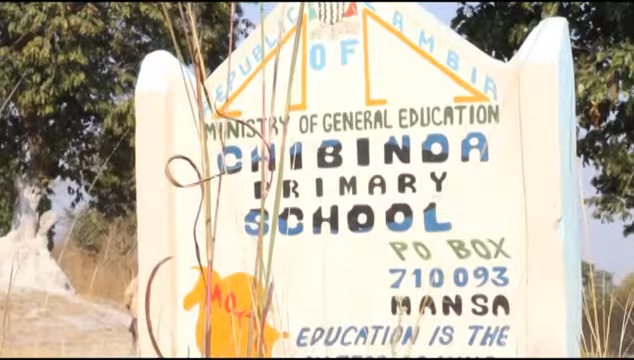 REPUBLIC OF ZAMBIA
MINISTRY OF GENERAL EDUCATION
CHIBINDA
PRIMARY
SCHOOL
PO BOX
710093
MANSA
EDUCATION IS THE